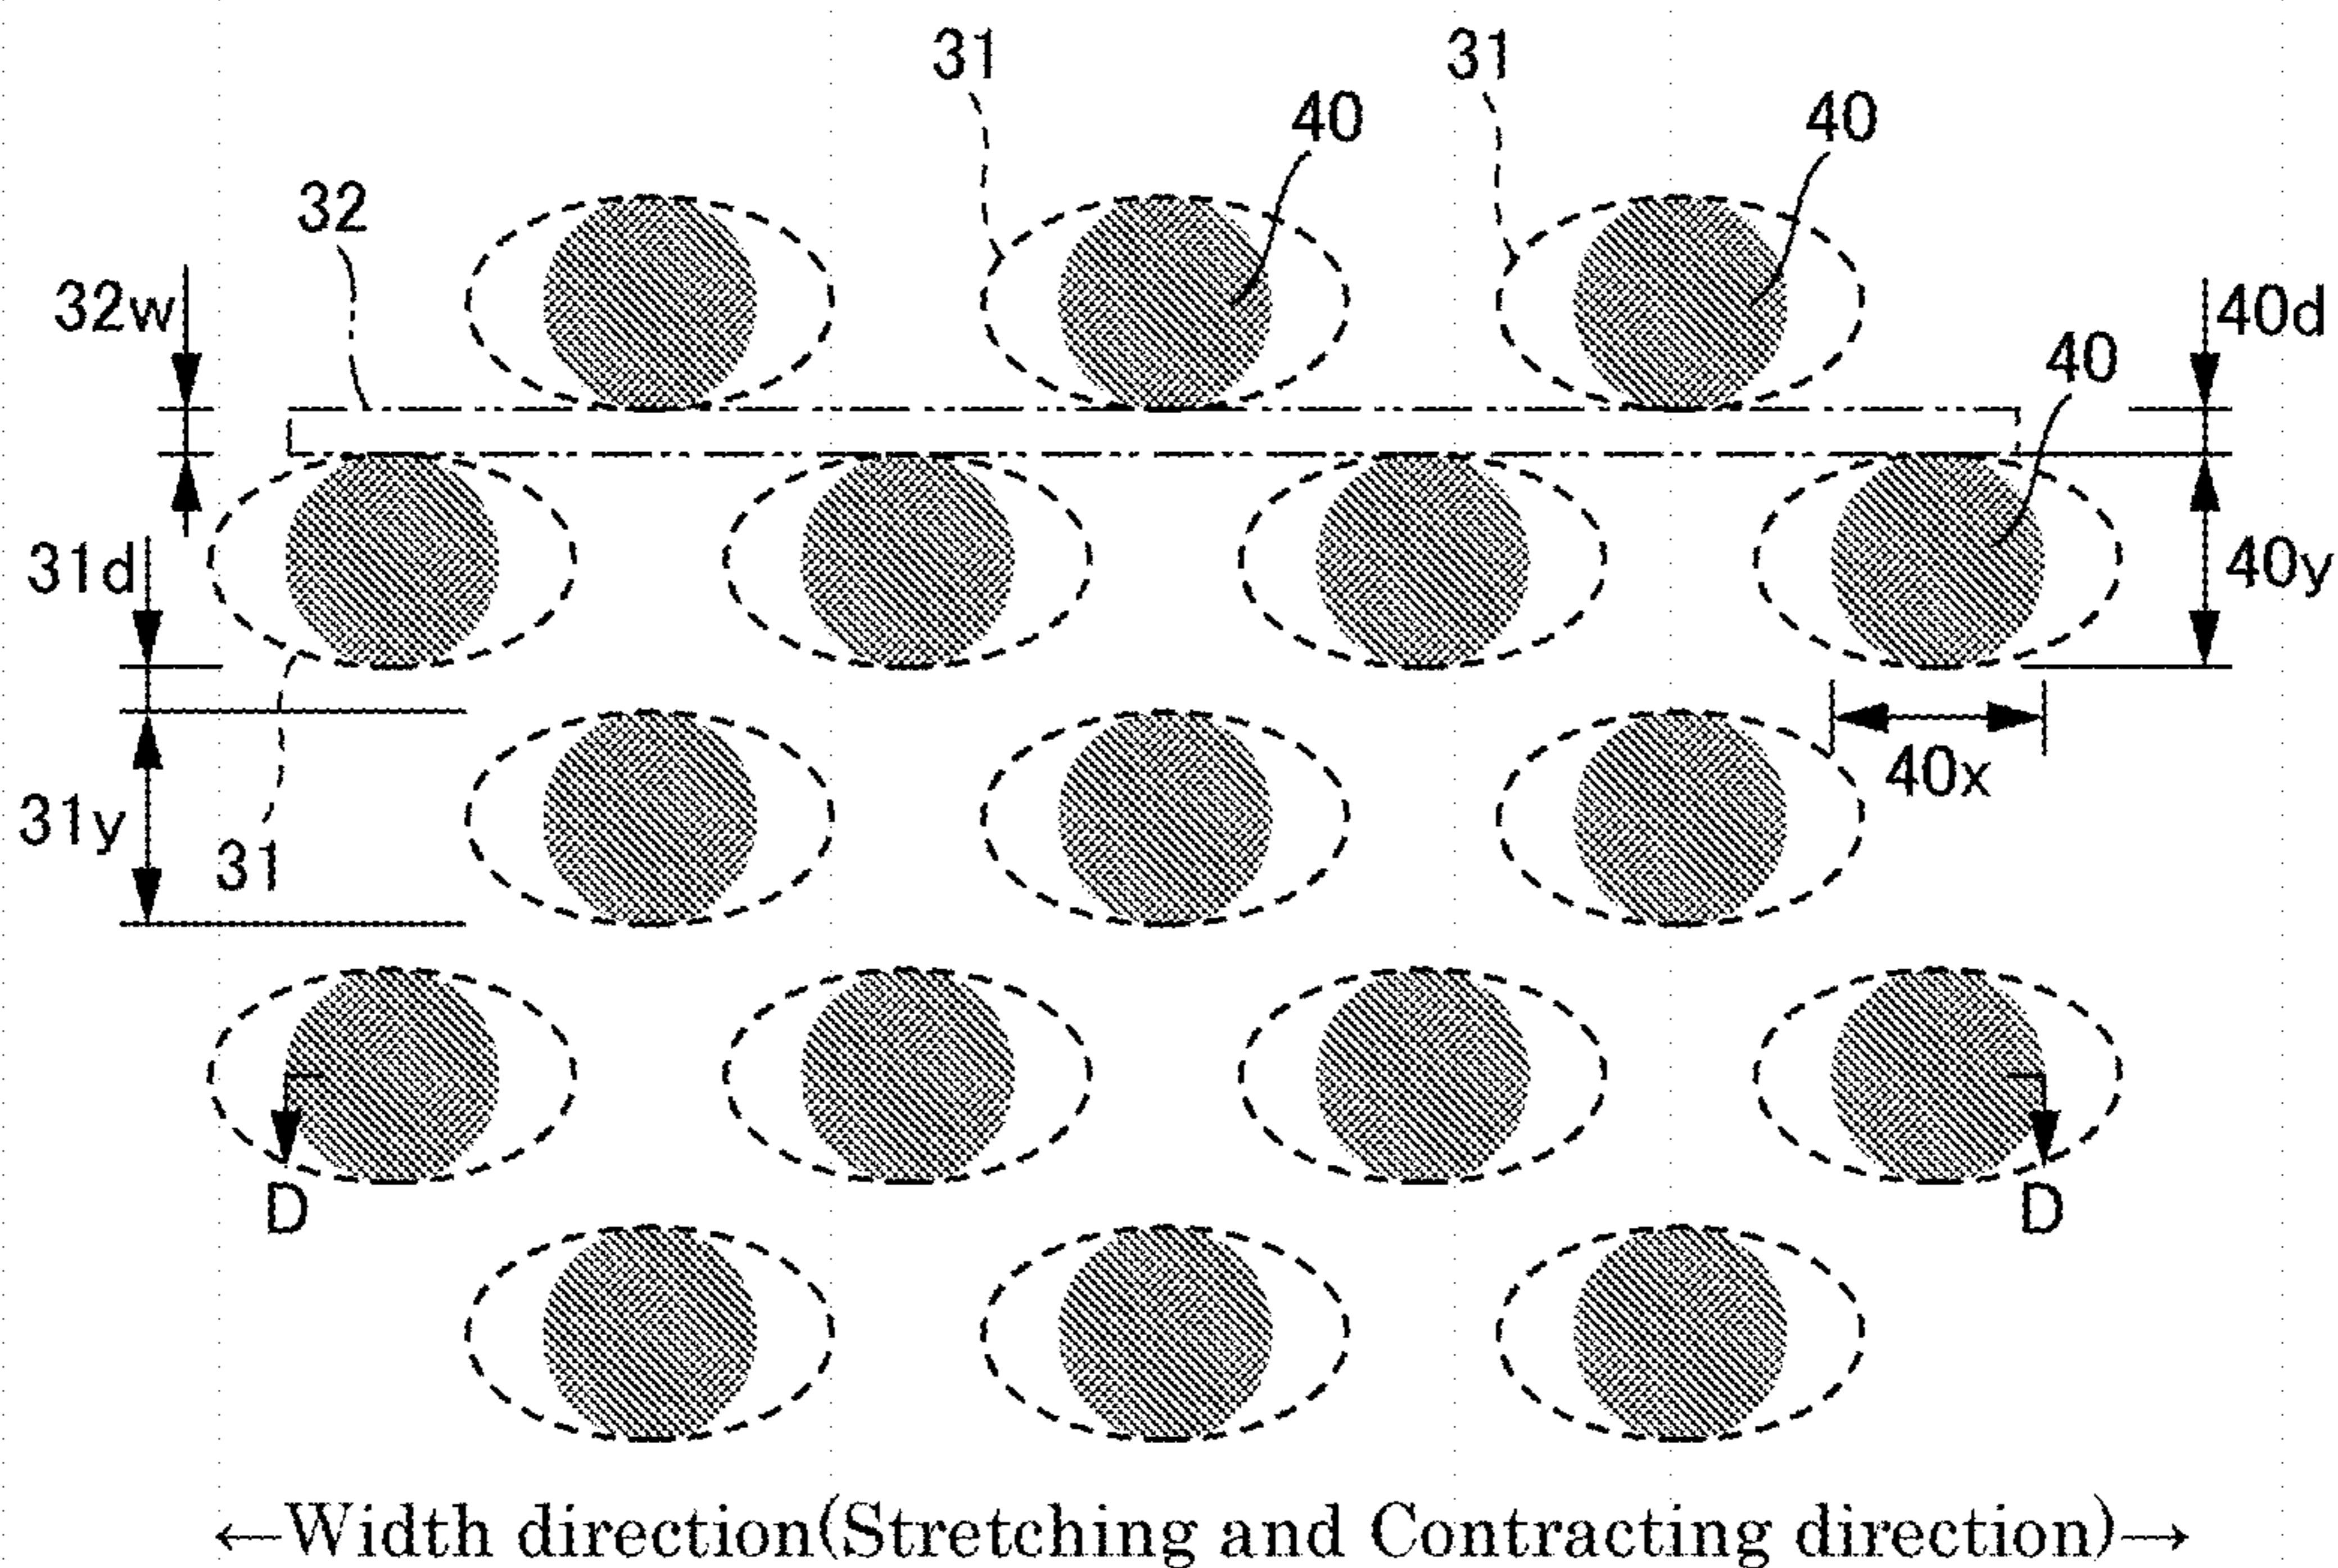 31 31
40 40
32
32w 40d
40
31d 40y
40x
31y
31
D D
←Width direction(Stretching and Contracting direction)→